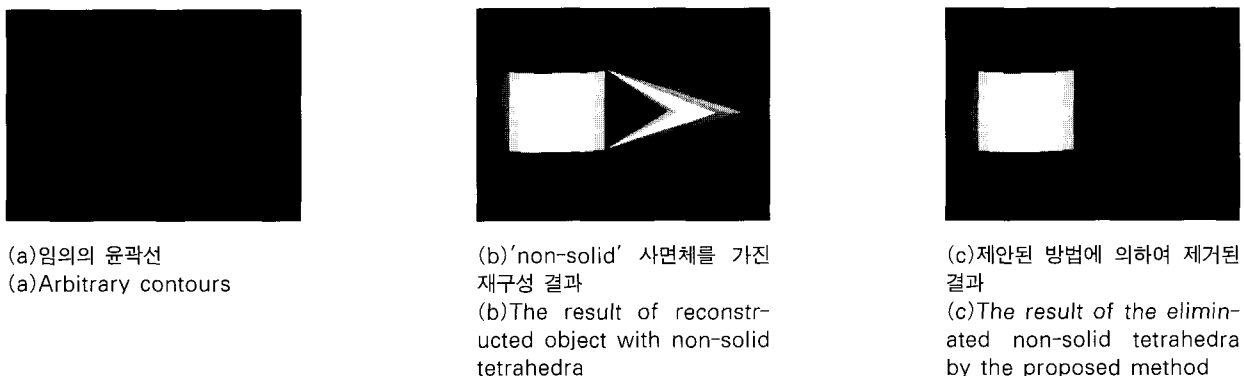 (a)임의의 윤곽선
(a)Arbitrary contours
(b)'non-solid' 사면체를 가진
재구성 결과
(b)The result of reconstr-
ucted object with non-solid
tetrahedra
(c)제안된 방법에 의하여 제거된
결과
(c)The result of the elimin-
ated non-solid tetrahedra
by the proposed method